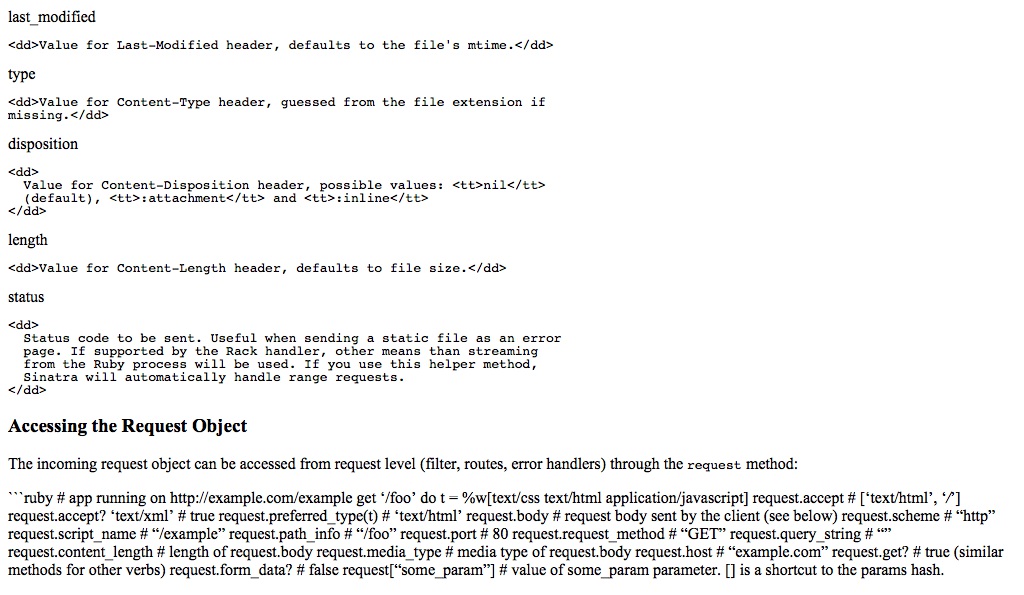 last_modified
<dd>Value for Last-Modified header, defaults to the file's mtime.</dd>
type
<dd>Value for Content-Type header, guessed from the file extension if
missing.</dd>
disposition
<dd>
  Value for Content-Disposition header, possible values: <tt>nil</tt>
  (default), <tt>:attachment</tt> and <tt>:inline</tt>
</dd>
length
<dd>Value for Content-Length header, defaults to file size.</dd>
status
<dd>
  Status code to be sent. Useful when sending a static file as an error
  page. If supported by the Rack handler, other means than streaming
  from the Ruby process will be used. If you use this helper method,
  Sinatra will automatically handle range requests.
</dd>
Accessing the Request Object
The incoming request object can be accessed from request level (filter, routes, error handlers) through the request method:
```ruby # app running on http://example.com/example get ‘/foo’ do t = %w[text/css text/html application/javascript] request.accept # [‘text/html’, ‘/’]
request.accept? ‘text/xml’ # true request.preferred_type(t) # ‘text/html’ request.body # request body sent by the client (see below) request.scheme # “http”
request.script_name # “/example” request.path_info # “/foo” request.port # 80 request.request_method # “GET” request.query_string # “”
request.content_length # length of request.body request.media_type # media type of request.body request.host # “example.com” request.get? # true (similar
methods for other verbs) request.form_data? # false request[“some_param”] # value of some_param parameter. [] is a shortcut to the params hash.